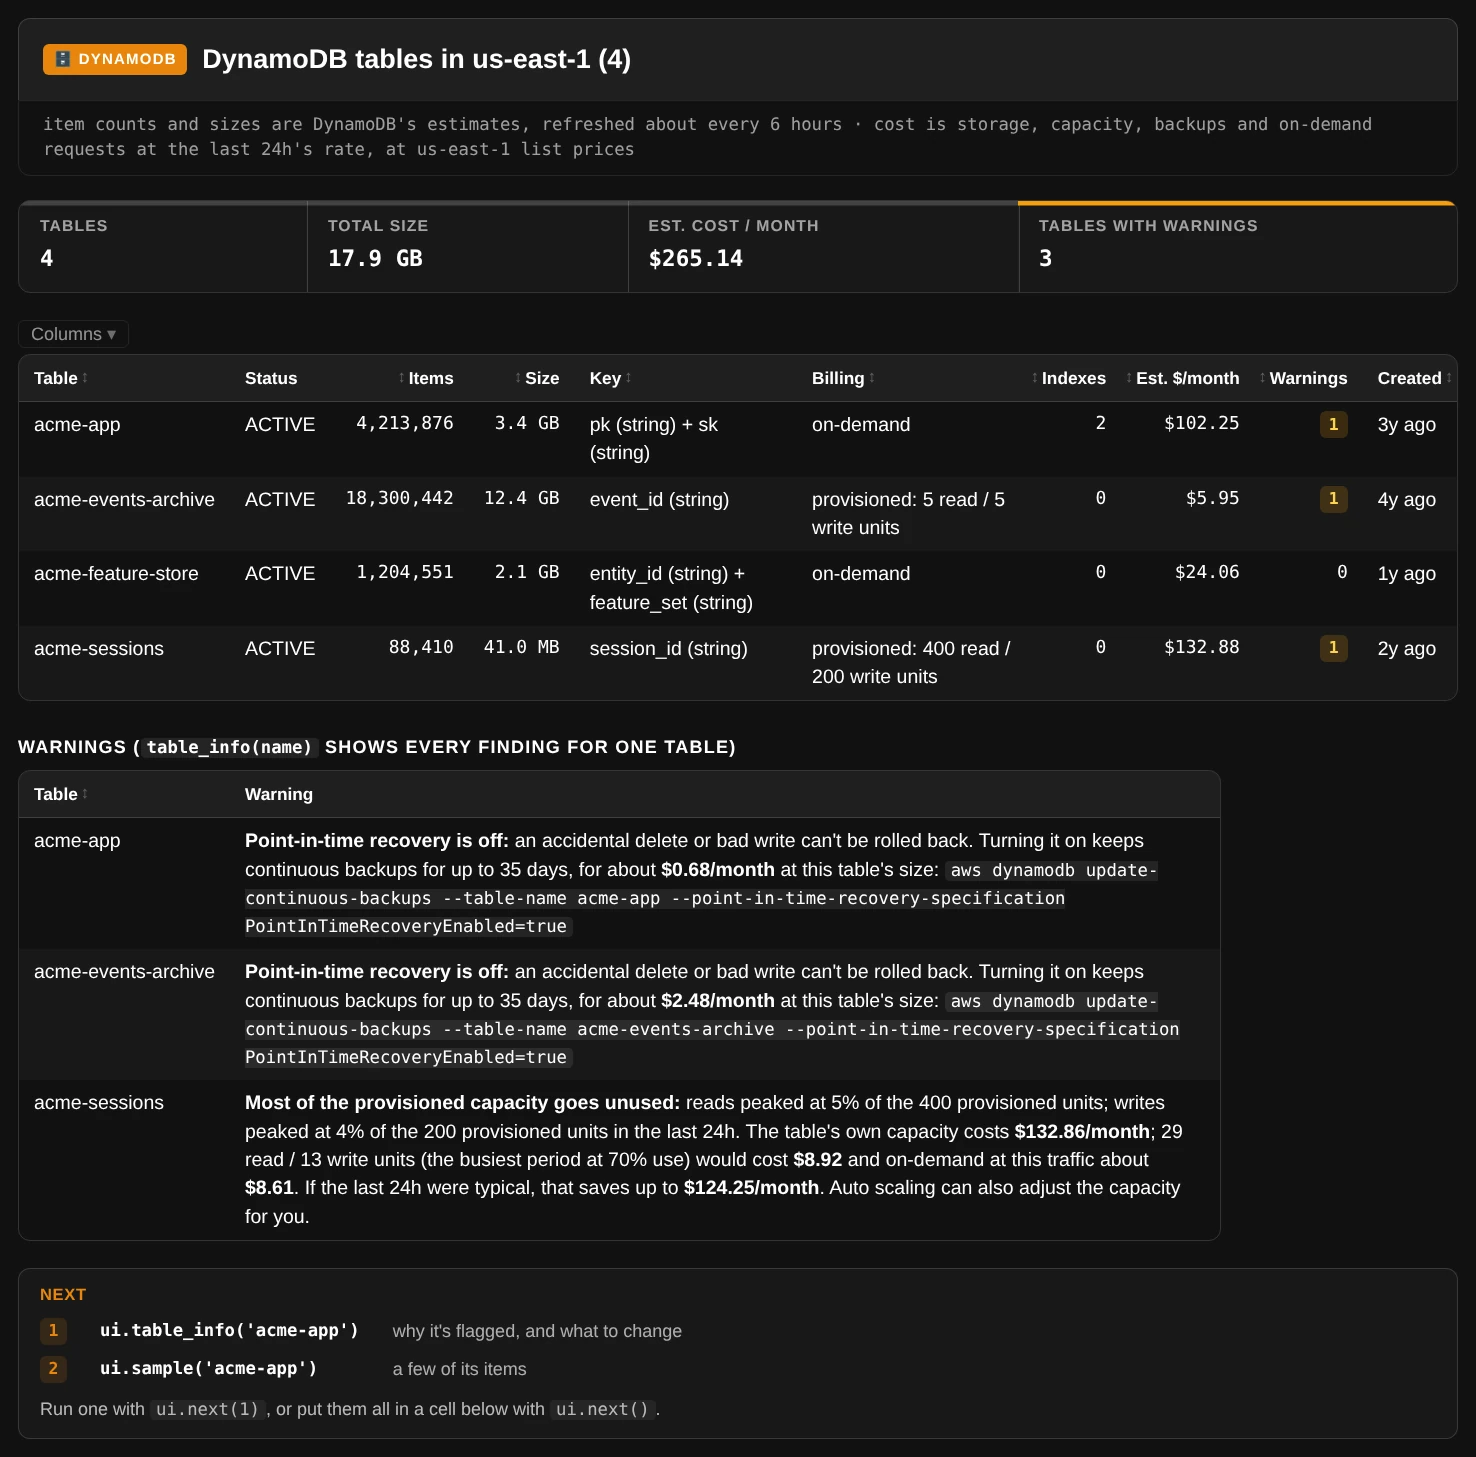 DYNAMODB DynamoDB tables in us-east-1 (4)
item counts and sizes are DynamoDB's estimates, refreshed about every 6 hours · cost is storage, capacity, backups and on-demand
requests at the last 24h's rate, at us-east-1 list prices
TABLES TOTAL SIZE EST. COST / MONTH TABLES WITH WARNINGS
4 17.9 GB $265.14 3
Columns ▾
Table ↕ Status ↕ Items ↕ Size Key ↕ Billing ↕ ↕ Indexes ↕ Est. $/month ↕ Warnings Created ↕
acme-app ACTIVE 4,213,876 3.4 GB pk (string) + sk on-demand 2 $102.25 1 3y ago
(string)
acme-events-archive ACTIVE 18,300,442 12.4 GB event_id (string) provisioned: 5 read / 5 0 $5.95 1 4y ago
write units
acme-feature-store ACTIVE 1,204,551 2.1 GB entity_id (string) + on-demand 0 $24.06 0 1y ago
feature_set (string)
acme-sessions ACTIVE 88,410 41.0 MB session_id (string) provisioned: 400 read / 0 $132.88 1 2y ago
200 write units
WARNINGS (table_info(name) SHOWS EVERY FINDING FOR ONE TABLE)
Table ↕ Warning
acme-app Point-in-time recovery is off: an accidental delete or bad write can't be rolled back. Turning it on keeps
continuous backups for up to 35 days, for about $0.68/month at this table's size: aws dynamodb update-
continuous-backups --table-name acme-app --point-in-time-recovery-specification
PointInTimeRecoveryEnabled=true
acme-events-archive Point-in-time recovery is off: an accidental delete or bad write can't be rolled back. Turning it on keeps
continuous backups for up to 35 days, for about $2.48/month at this table's size: aws dynamodb update-
continuous-backups --table-name acme-events-archive --point-in-time-recovery-specification
PointInTimeRecoveryEnabled=true
acme-sessions Most of the provisioned capacity goes unused: reads peaked at 5% of the 400 provisioned units; writes
peaked at 4% of the 200 provisioned units in the last 24h. The table's own capacity costs $132.86/month; 29
read / 13 write units (the busiest period at 70% use) would cost $8.92 and on-demand at this traffic about
$8.61. If the last 24h were typical, that saves up to $124.25/month. Auto scaling can also adjust the capacity
for you.
NEXT
1 ui.table_info('acme-app') why it's flagged, and what to change
2 ui.sample('acme-app') a few of its items
Run one with ui.next(1), or put them all in a cell below with ui.next().